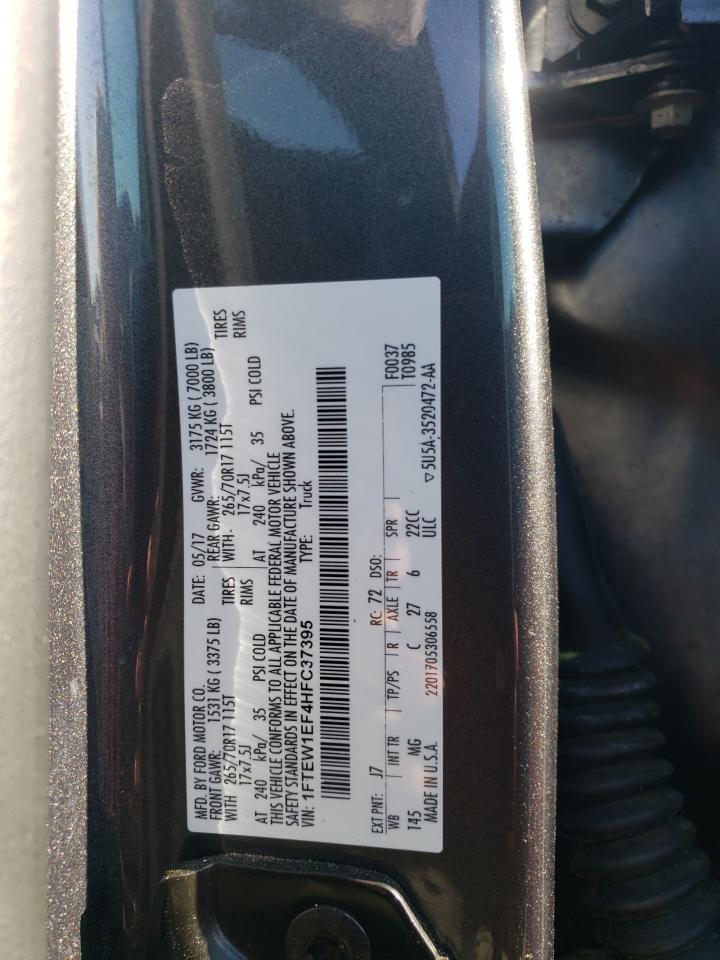 MFD. BY FORD MOTOR CO. DATE: 05/17 GVWR: 3175 KG ( 7000 LB)
FRONT GAWR: 1531 KG ( 3375 LB) REAR GAWR: 1724 KG ( 3800 LB)
WITH 265/70R17 115T TIRES WITH. 265/70R17 115T TIRES
17x7.5J RIMS 17x7.5J RIMS
AT 240 kPa/ 35 PSI COLD AT 240 kPa/ 35 PSI COLD
THIS VEHICLE CONFORMS TO ALL APPLICABLE FEDERAL MOTOR VEHICLE
SAFETY STANDARDS IN EFFECT ON THE DATE OF MANUFACTURE SHOWN ABOVE.
VIN: 1FTEW1EF4HFC37395 TYPE: Truck
F0037
EXT PNT: J7 RC: 72 DSO: T0985
WB INT TR TP/PS R AXLE TR SPR
145 MG C 27 6 22CC
MADE IN U.S.A. 2201705306558 ULC ▽5U5A-3520472-AA